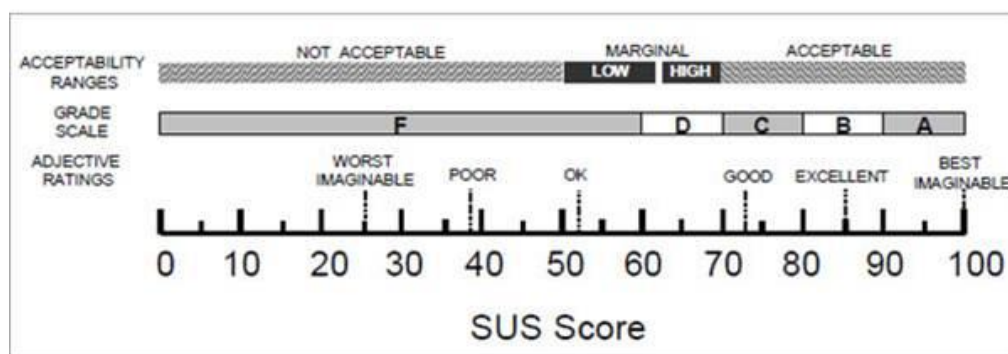 NOT ACCEPTABLE MARGINAL ACCEPTABLE
ACCEPTABILITY
RANGES
LOW HIGH
GRADE
SCALE
F D C B A
ADJECTIVE
RATINGS
WORST
IMAGINABLE
POOR
OK
GOOD
EXCELLENT
BEST
IMAGINABLE
0 10 20 30 40 50 60 70 80 90 100
SUS Score